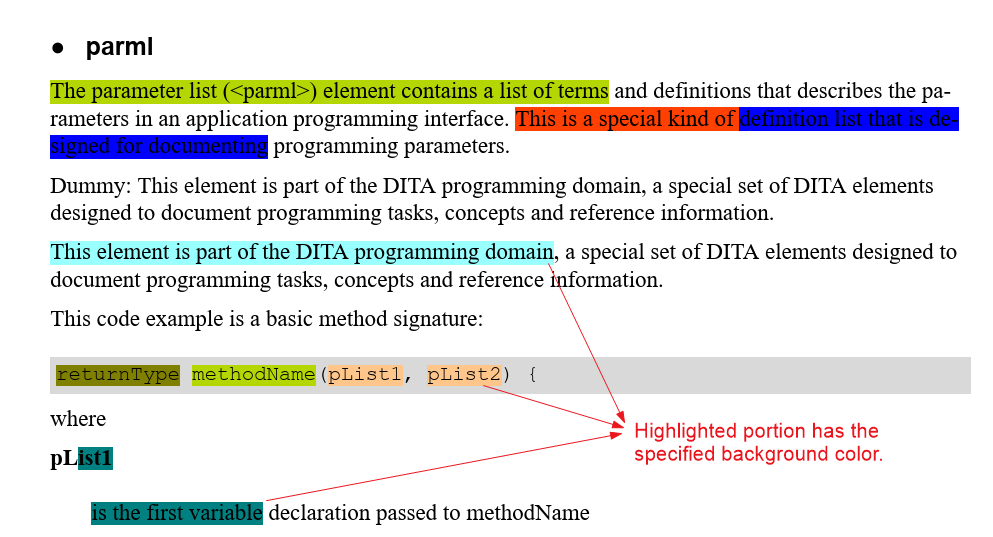 ● parml
The parameter list (<parml>) element contains a list of terms and definitions that describes the pa-
rameters in an application programming interface. This is a special kind of definition list that is de-
signed for documenting programming parameters.
Dummy: This element is part of the DITA programming domain, a special set of DITA elements
designed to document programming tasks, concepts and reference information.
This element is part of the DITA programming domain, a special set of DITA elements designed to
document programming tasks, concepts and reference information.
This code example is a basic method signature:
returnType methodName(pList1, pList2) {
where
Highlighted portion has the
specified background color.
pList1
is the first variable declaration passed to methodName